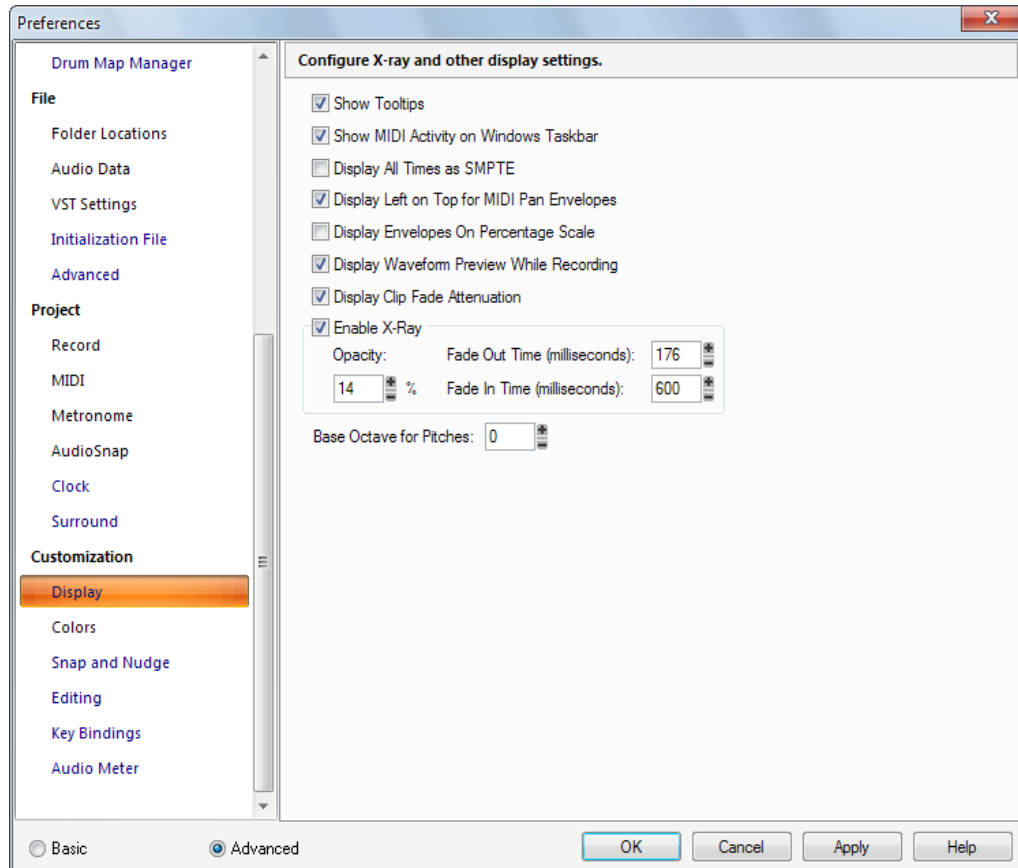 Preferences
Drum Map Manager
File
Folder Locations
Audio Data
VST Settings
Initialization File
Advanced
Project
Record
MIDI
Metronome
AudioSnap
Clock
Surround
Customization
Display
Colors
Snap and Nudge
Editing
Key Bindings
Audio Meter
Configure X-ray and other display settings.
Show Tooltips
Show MIDI Activity on Windows Taskbar
Display All Times as SMPTE
Display Left on Top for MIDI Pan Envelopes
Display Envelopes On Percentage Scale
Display Waveform Preview While Recording
Display Clip Fade Attenuation
Enable X-Ray
Opacity: Fade Out Time (milliseconds): 176
14 % Fade In Time (milliseconds): 600
Base Octave for Pitches: 0
Basic Advanced OK Cancel Apply Help